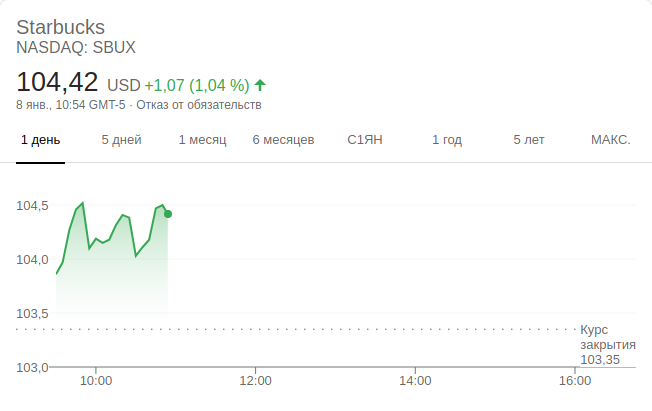 Starbucks
NASDAQ: SBUX
104,42 USD +1,07 (1,04 %)
8 янв., 10:54 GMT-5 · Отказ от обязательств
1 день 5 дней 1 месяц 6 месяцев С1ЯН 1 год 5 лет МАКС.
104,5
104,0
103,5
Курс
закрытия
103,35
103,0
10:00 12:00 14:00 16:00